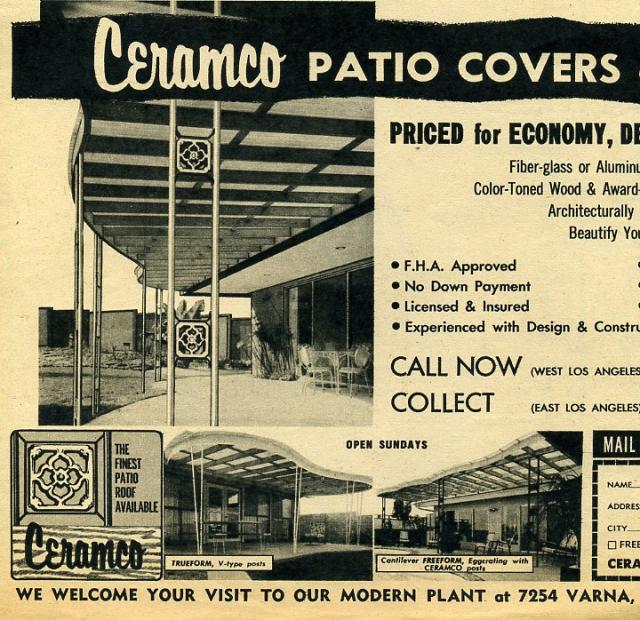 Ceramco PATIO COVERS
PRICED for ECONOMY,
Fiber-glass or
Color-Toned Wood &
Architecturally
Beautify
• F.H.A. Approved
• No Down Payment
• Licensed & Insured
• Experienced with Design &
CALL NOW (WEST LOS ANGELES
COLLECT (EAST LOS ANGELES)
THE
FINEST
PATIO
ROOF
AVAILABLE
Ceramco
OPEN SUNDAYS
TRUEFORM, V-type posts
Cantilever FREEFORM, Eggcrating with
CERAMCO posts
MAIL
NAME
CITY
WE WELCOME YOUR VISIT TO OUR MODERN PLANT at 7254 VARNA,